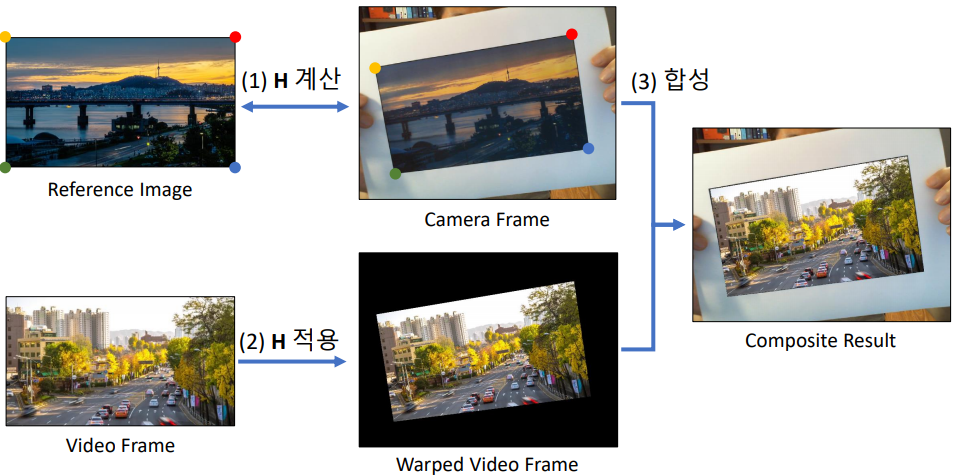 (1) H 계산
(3) 합성
Reference Image
Camera Frame
(2) H 적용
Composite Result
Video Frame
Warped Video Frame